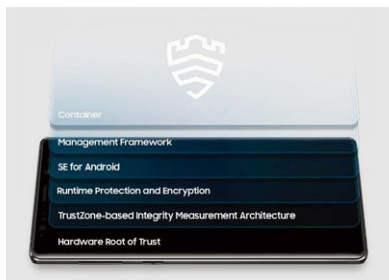 Container
Management Framework
SE for Android
Runtime Protection and Encryption
TrustZone-based Integrity Measurement Architecture
Hardware Root of Trust